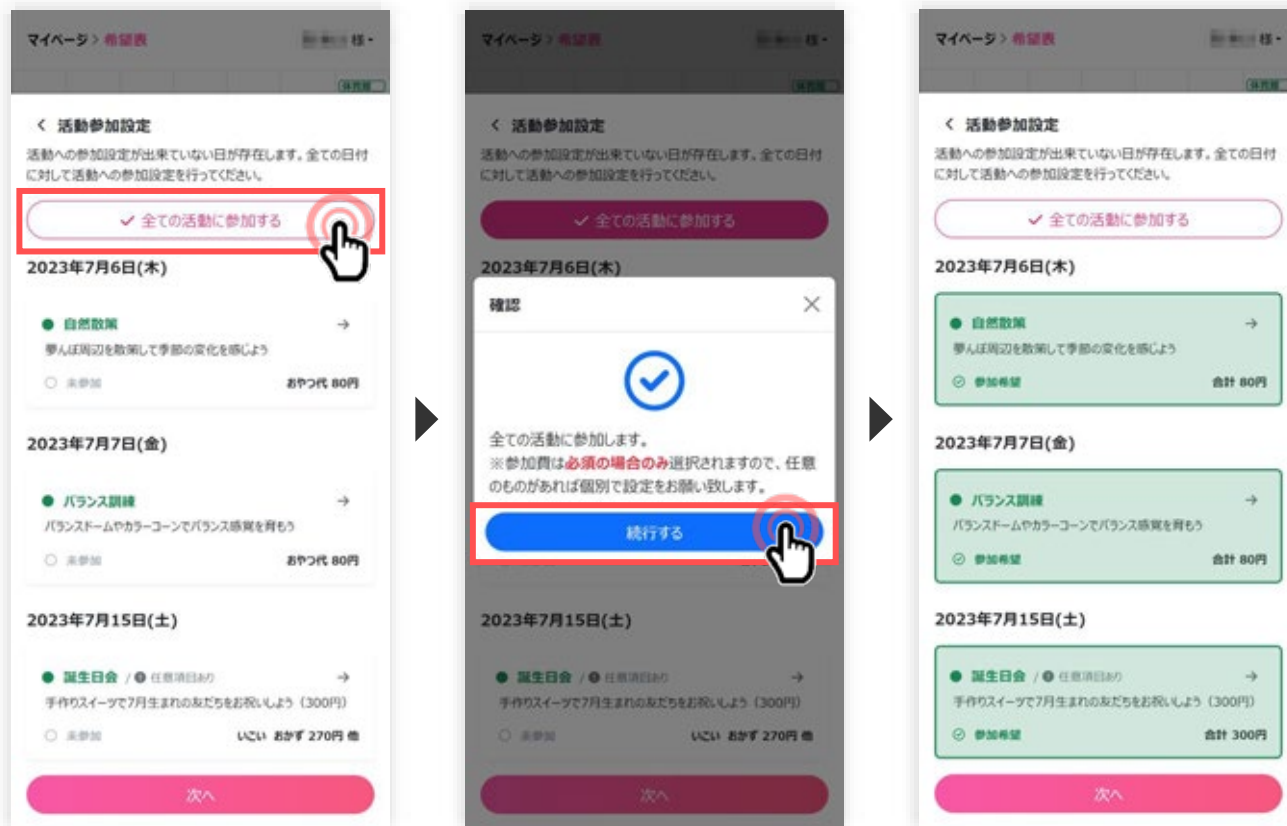 マイページ > 希望表
様
体育館
< 活動参加設定
活動への参加設定が出来ていない日が存在します。全ての日付
に対して活動への参加設定を行ってください。
全ての活動に参加する
2023年7月6日(木)
自然散策
夢んぼ周辺を散策して季節の変化を感じよう
未参加 おやつ代 80円
2023年7月7日(金)
バランス訓練
バランスドームやカラーコーンでバランス感覚を育もう
未参加 おやつ代 80円
2023年7月15日(土)
誕生日会 / 任意項目あり
手作りスイーツで7月生まれの友だちをお祝いしよう（300円）
未参加 いこい おかず 270円 他
次へ
マイページ > 希望表
様
体育館
< 活動参加設定
活動への参加設定が出来ていない日が存在します。全ての日付
に対して活動への参加設定を行ってください。
全ての活動に参加する
2023年7月6日(木)
確認
全ての活動に参加します。
※参加費は必須の場合のみ選択されますので、任意
のものがあれば個別で設定をお願い致します。
続行する
2023年7月15日(土)
誕生日会 / 任意項目あり
手作りスイーツで7月生まれの友だちをお祝いしよう（300円）
未参加 いこい おかず 270円 他
次へ
マイページ > 希望表
様
体育館
< 活動参加設定
活動への参加設定が出来ていない日が存在します。全ての日付
に対して活動への参加設定を行ってください。
全ての活動に参加する
2023年7月6日(木)
自然散策
夢んぼ周辺を散策して季節の変化を感じよう
参加希望 合計 80円
2023年7月7日(金)
バランス訓練
バランスドームやカラーコーンでバランス感覚を育もう
参加希望 合計 80円
2023年7月15日(土)
誕生日会 / 任意項目あり
手作りスイーツで7月生まれの友だちをお祝いしよう（300円）
参加希望 合計 300円
次へ